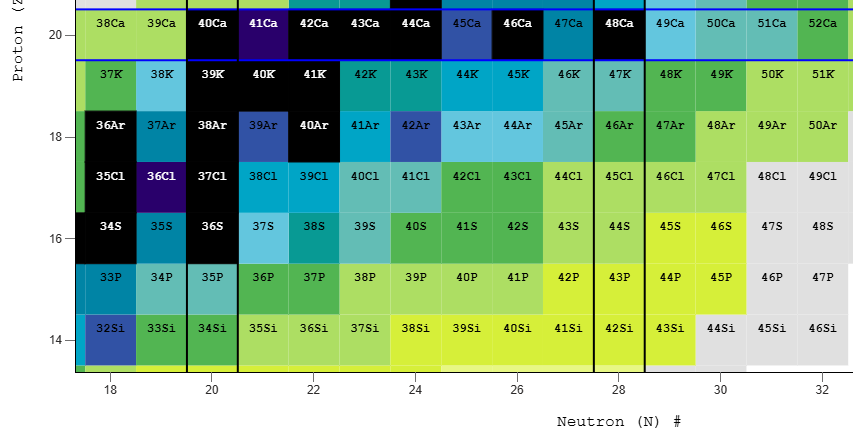 20 38Ca 39Ca 40Ca 41Ca 42Ca 43Ca 44Ca 45Ca 46Ca 47Ca 48Ca 49Ca 50Ca 51Ca 52Ca
37K 38K 39K 40K 41K 42K 43K 44K 45K 46K 47K 48K 49K 50K 51K
18 36Ar 37Ar 38Ar 39Ar 40Ar 41Ar 42Ar 43Ar 44Ar 45Ar 46Ar 47Ar 48Ar 49Ar 50Ar
35Cl 36Cl 37Cl 38Cl 39Cl 40Cl 41Cl 42Cl 43Cl 44Cl 45Cl 46Cl 47Cl 48Cl 49Cl
16 34S 35S 36S 37S 38S 39S 40S 41S 42S 43S 44S 45S 46S 47S 48S
33P 34P 35P 36P 37P 38P 39P 40P 41P 42P 43P 44P 45P 46P 47P
14 32Si 33Si 34Si 35Si 36Si 37Si 38Si 39Si 40Si 41Si 42Si 43Si 44Si 45Si 46Si
18 20 22 24 26 28 30 32
Neutron (N) #
Proton (Z